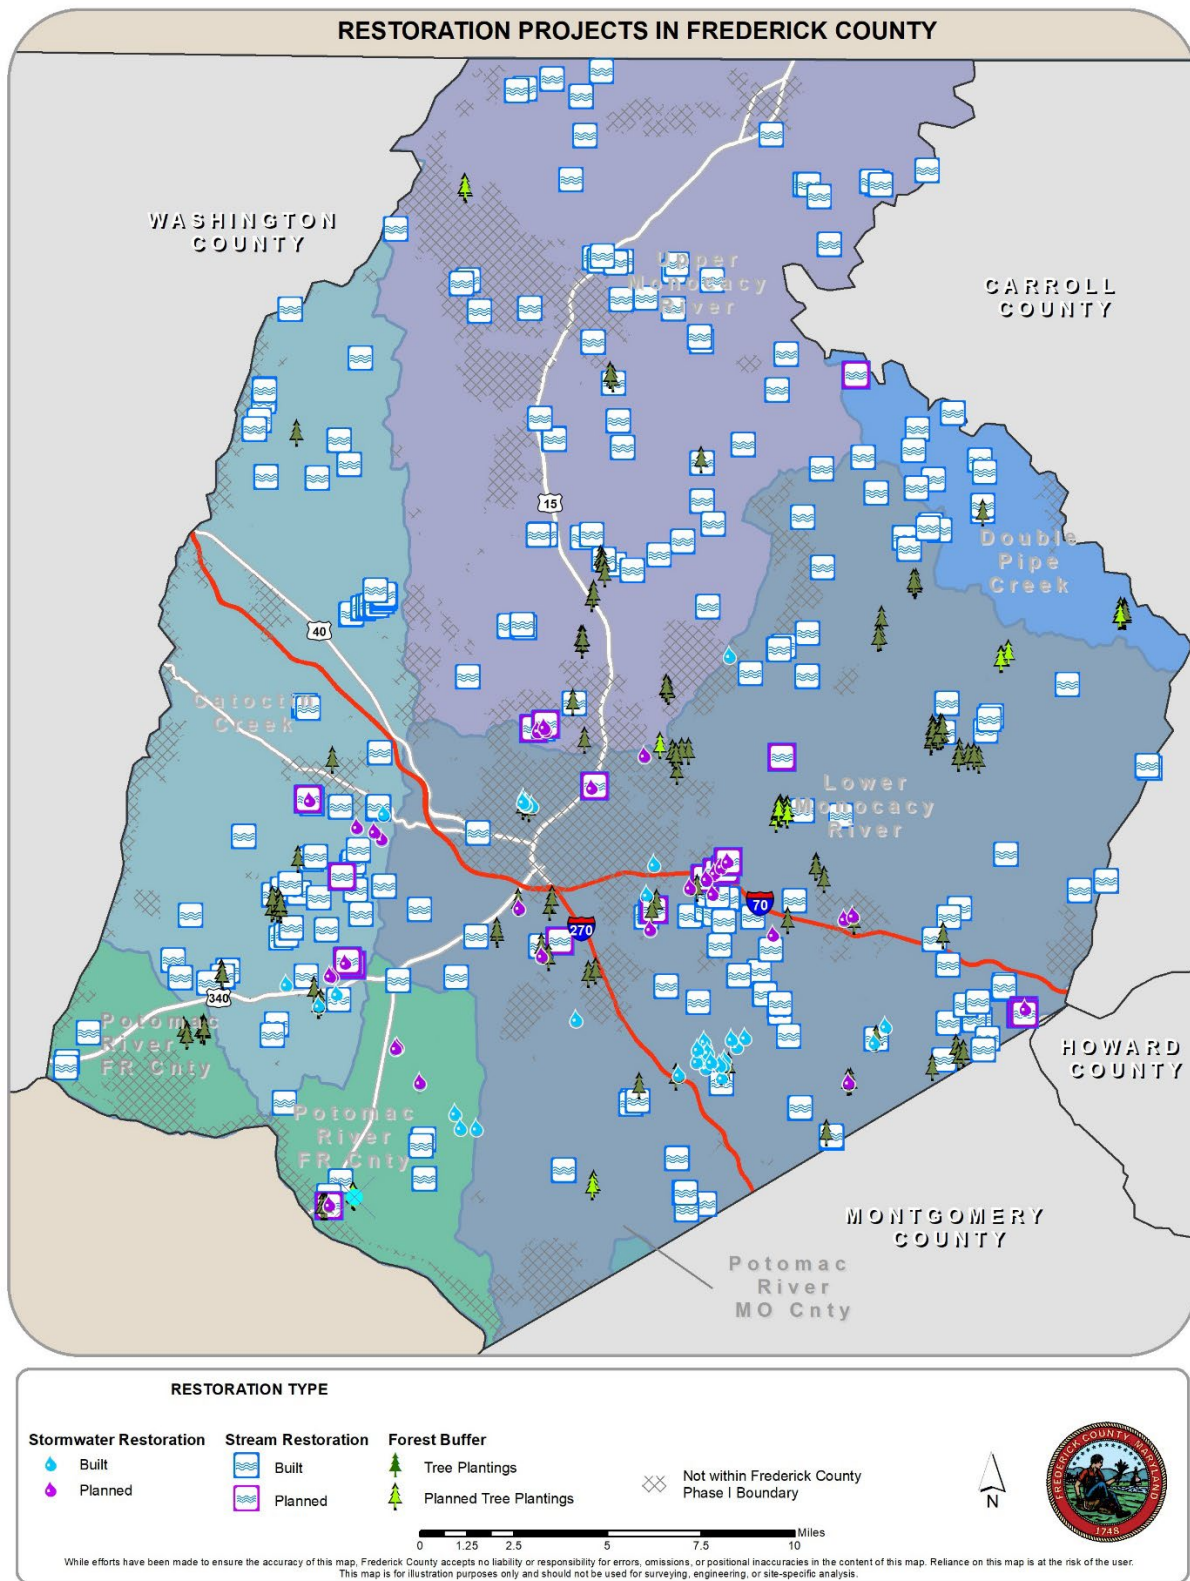 RESTORATION PROJECTS IN FREDERICK COUNTY
WASHINGTON
COUNTY
Upper
Monocacy
River
CARROLL
COUNTY
15
Double
Pipe
Creek
40
Catoctin
Creek
Lower
Monocacy
River
70
270
340
Potomac
River
FR Cnty
HOWARD
COUNTY
Potomac
River
FR Cnty
MONTGOMERY
COUNTY
Potomac
River
MO Cnty
RESTORATION TYPE
Stormwater Restoration
Built
Planned
Stream Restoration
Built
Planned
Forest Buffer
Tree Plantings
Planned Tree Plantings
Not within Frederick County
Phase I Boundary
N
FREDERICK COUNTY MARYLAND
1748
Miles
0 1.25 2.5 5 7.5 10
While efforts have been made to ensure the accuracy of this map, Frederick County accepts no liability or responsibility for errors, omissions, or positional inaccuracies in the content of this map. Reliance on this map is at the risk of the user.
This map is for illustration purposes only and should not be used for surveying, engineering, or site-specific analysis.